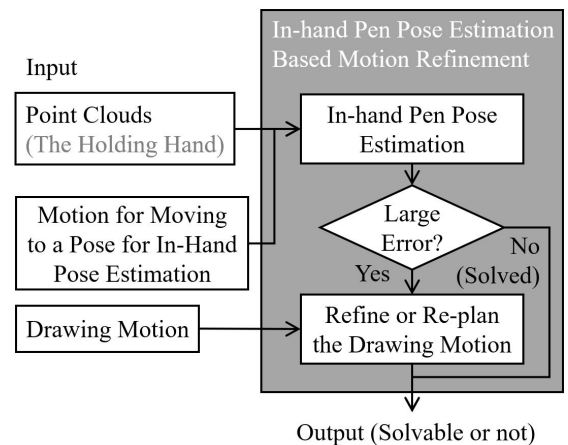 In-hand Pen Pose Estimation
Based Motion Refinement
Input
Point Clouds
(The Holding Hand)
In-hand Pen Pose
Estimation
Motion for Moving
to a Pose for In-Hand
Pose Estimation
Large
Error?
No
(Solved)
Yes
Drawing Motion
Refine or Re-plan
the Drawing Motion
Output (Solvable or not)